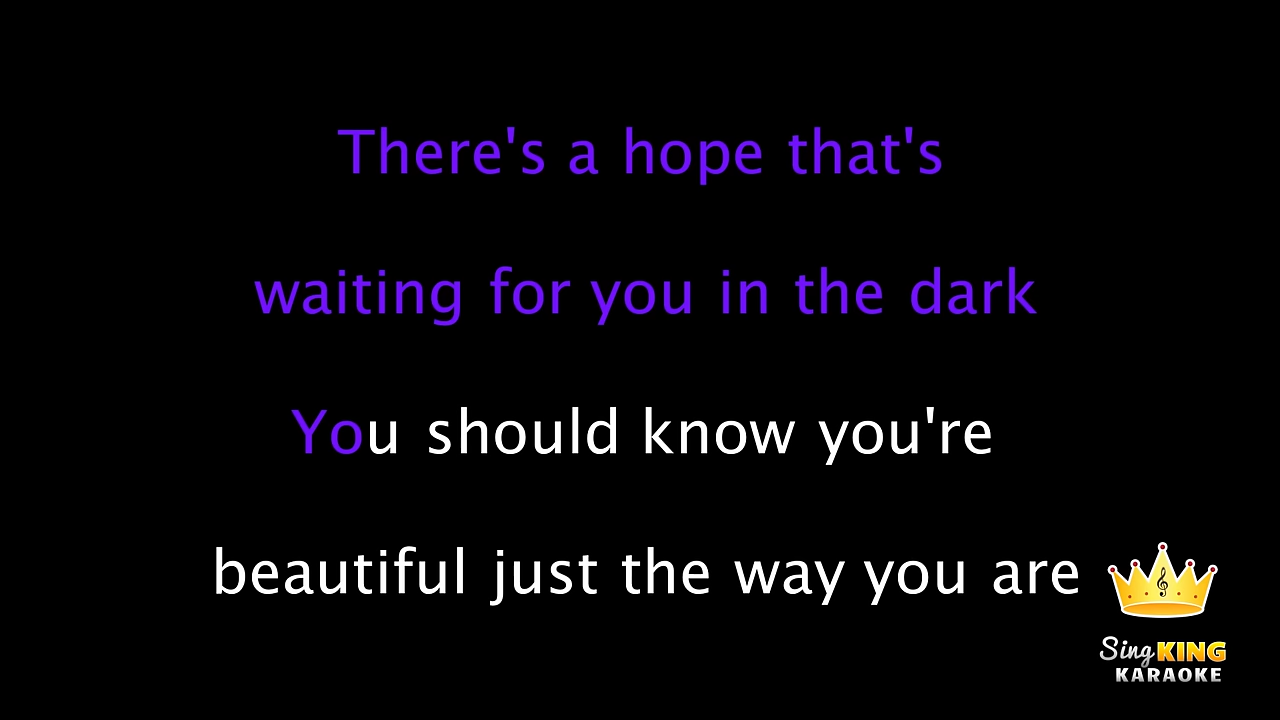 There's a hope that's
waiting for you in the dark
You should know you're
beautiful just the way you are
Sing KING
KARAOKE